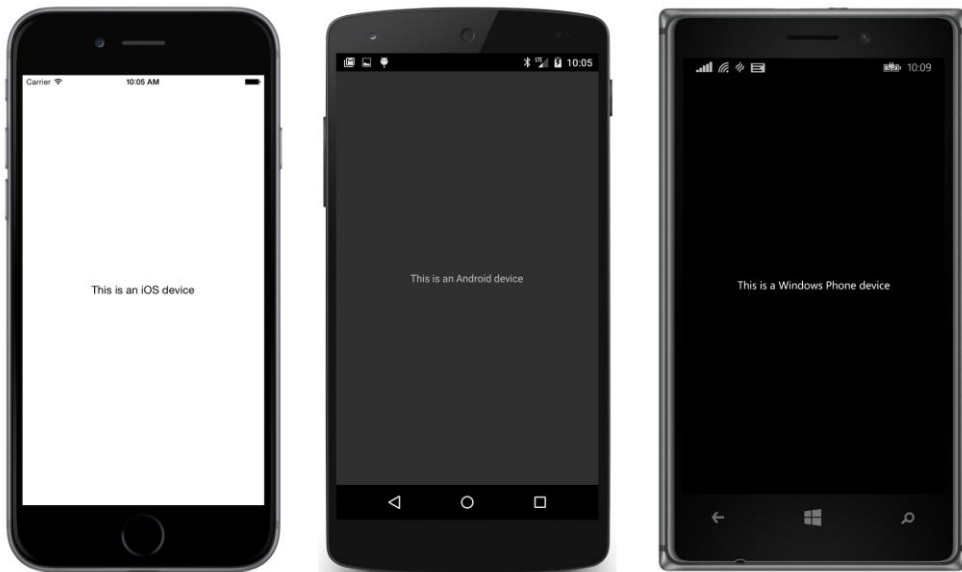 Carrier
10:05 AM
This is an iOS device
LTE
10:05
This is an Android device
10:09
This is a Windows Phone device